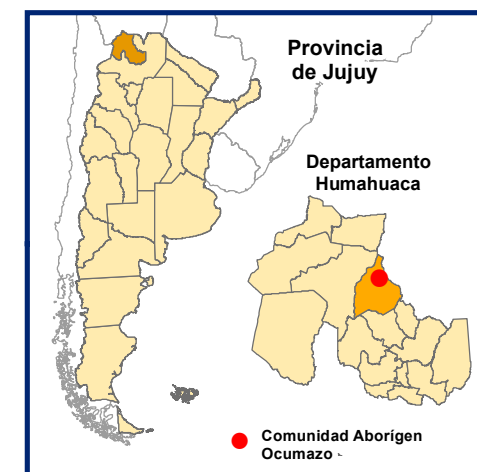 Provincia
de Jujuy
Departamento
Humahuaca
Comunidad Aborígen
Ocumazo